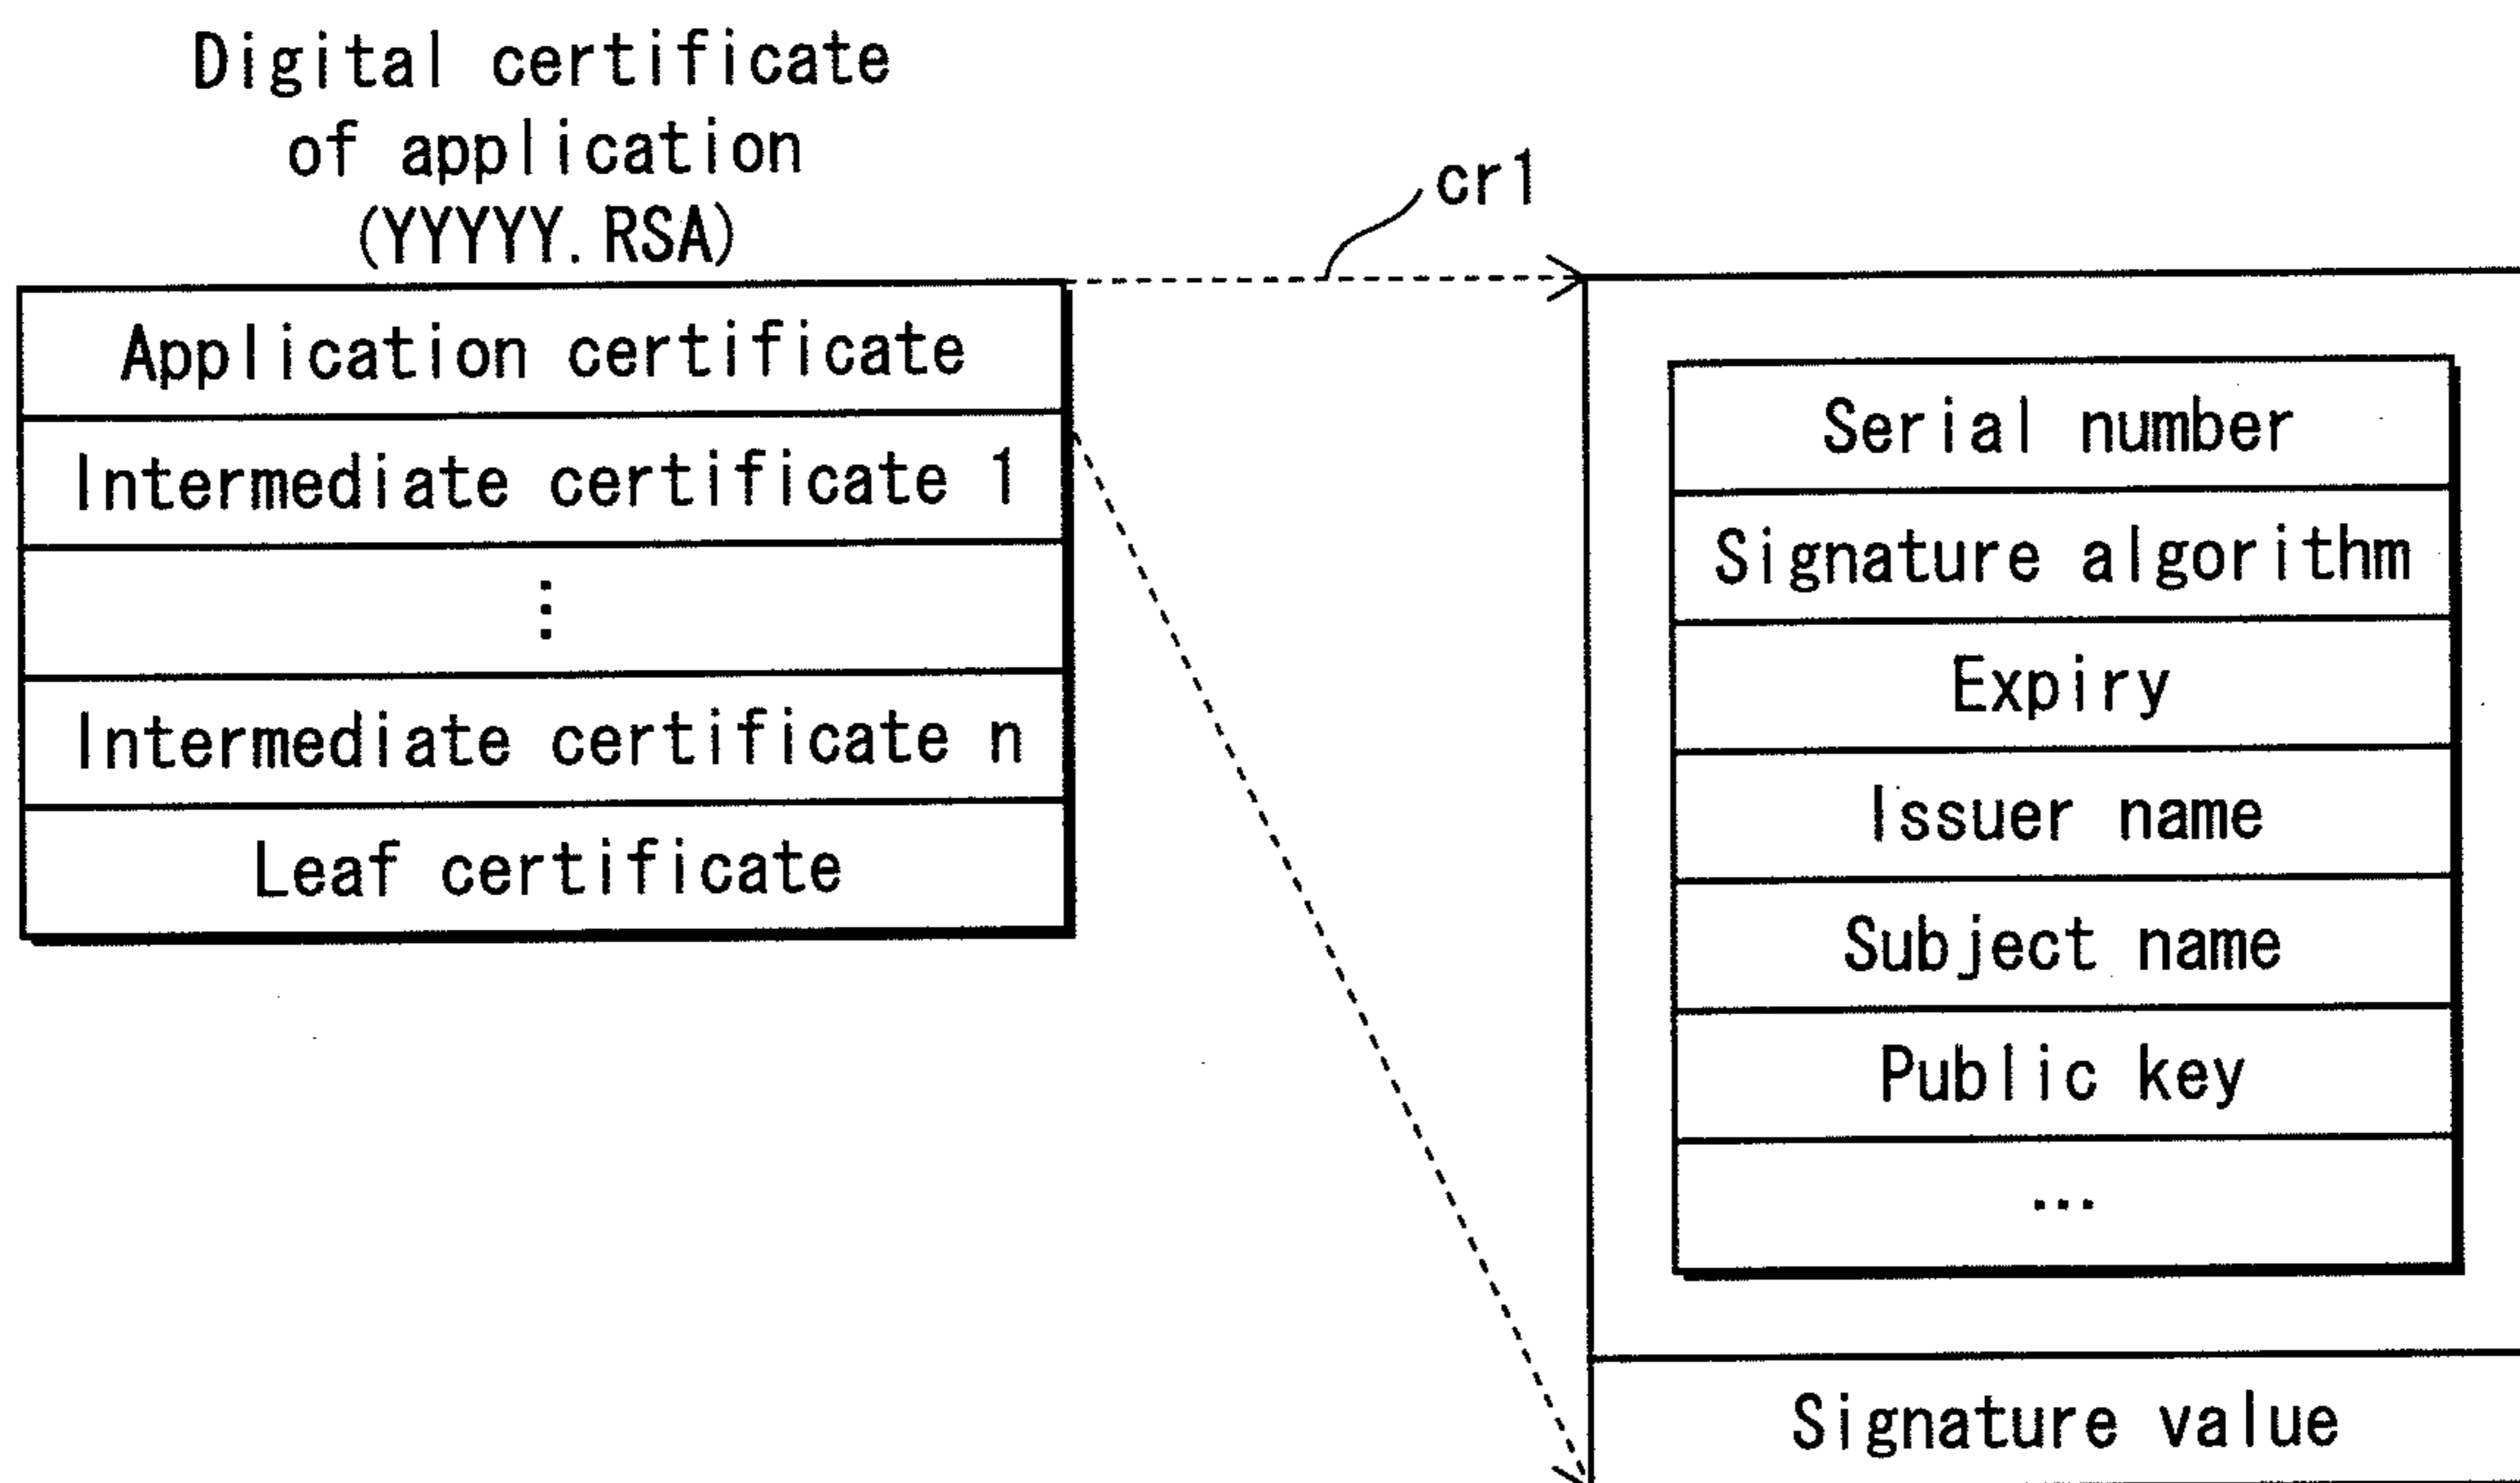 Digital certificate
of application
(YYYYY.RSA)
cr1
Application certificate
Intermediate certificate 1
⋮
Intermediate certificate n
Leaf certificate
Serial number
Signature algorithm
Expiry
Issuer name
Subject name
Public key
...
Signature value